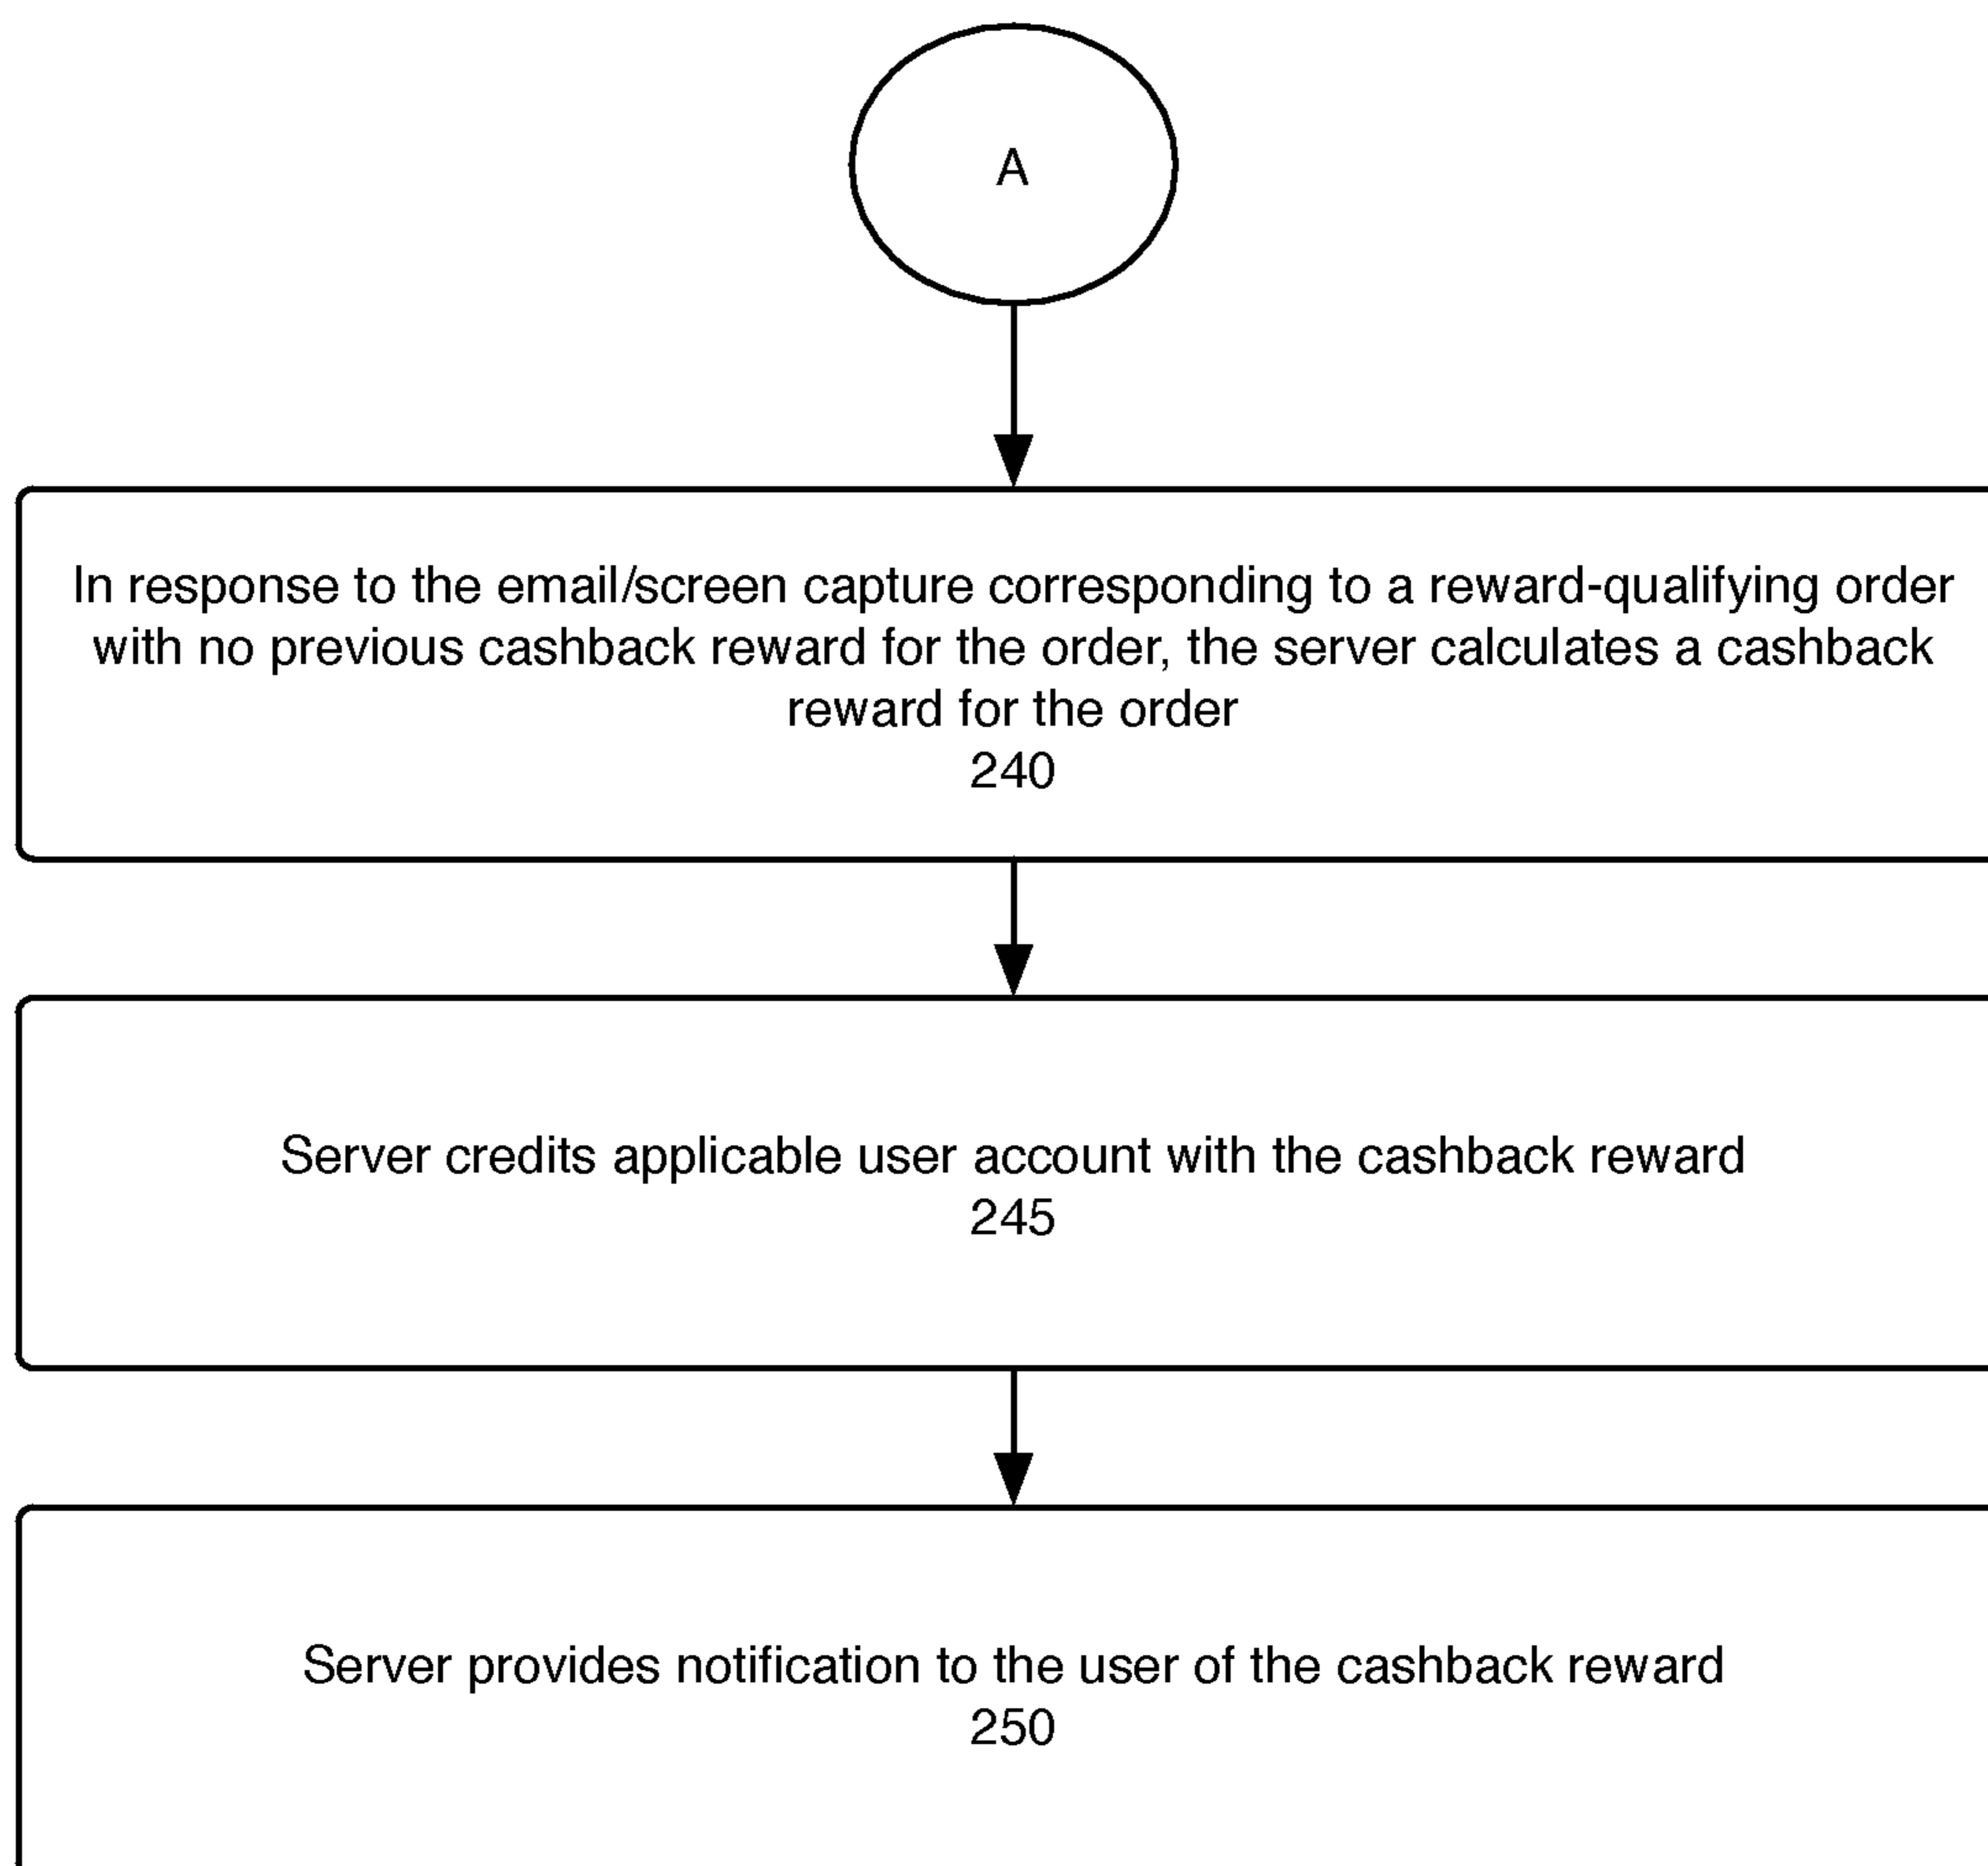 A
In response to the email/screen capture corresponding to a reward-qualifying order
with no previous cashback reward for the order, the server calculates a cashback
reward for the order
240
Server credits applicable user account with the cashback reward
245
Server provides notification to the user of the cashback reward
250